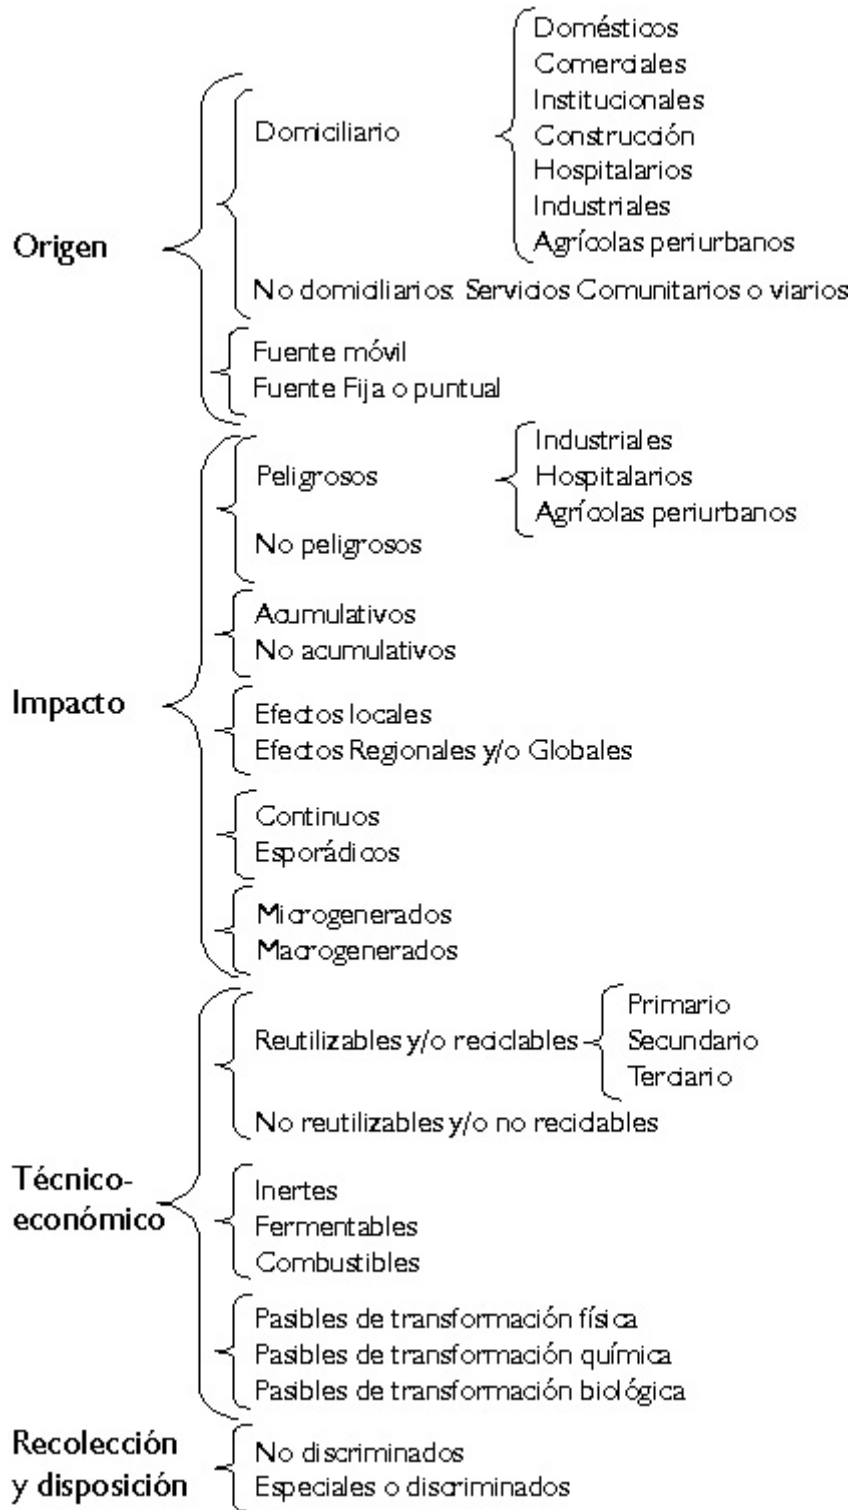 Origen
Domiciliario
Domésticos
Comerciales
Institucionales
Construcción
Hospitalarios
Industriales
Agrícolas periurbanos
No domiciliarios: Servicios Comunitarios o viarios
Fuente móvil
Fuente Fija o puntual
Impacto
Peligrosos
Industriales
Hospitalarios
Agrícolas periurbanos
No peligrosos
Acumulativos
No acumulativos
Efectos locales
Efectos Regionales y/o Globales
Continuos
Esporádicos
Microgenerados
Macrogenerados
Técnico-
económico
Reutilizables y/o reciclables
Primario
Secundario
Terciario
No reutilizables y/o no reciclables
Inertes
Fermentables
Combustibles
Pasibles de transformación física
Pasibles de transformación química
Pasibles de transformación biológica
Recolección
y disposición
No discriminados
Especiales o discriminados